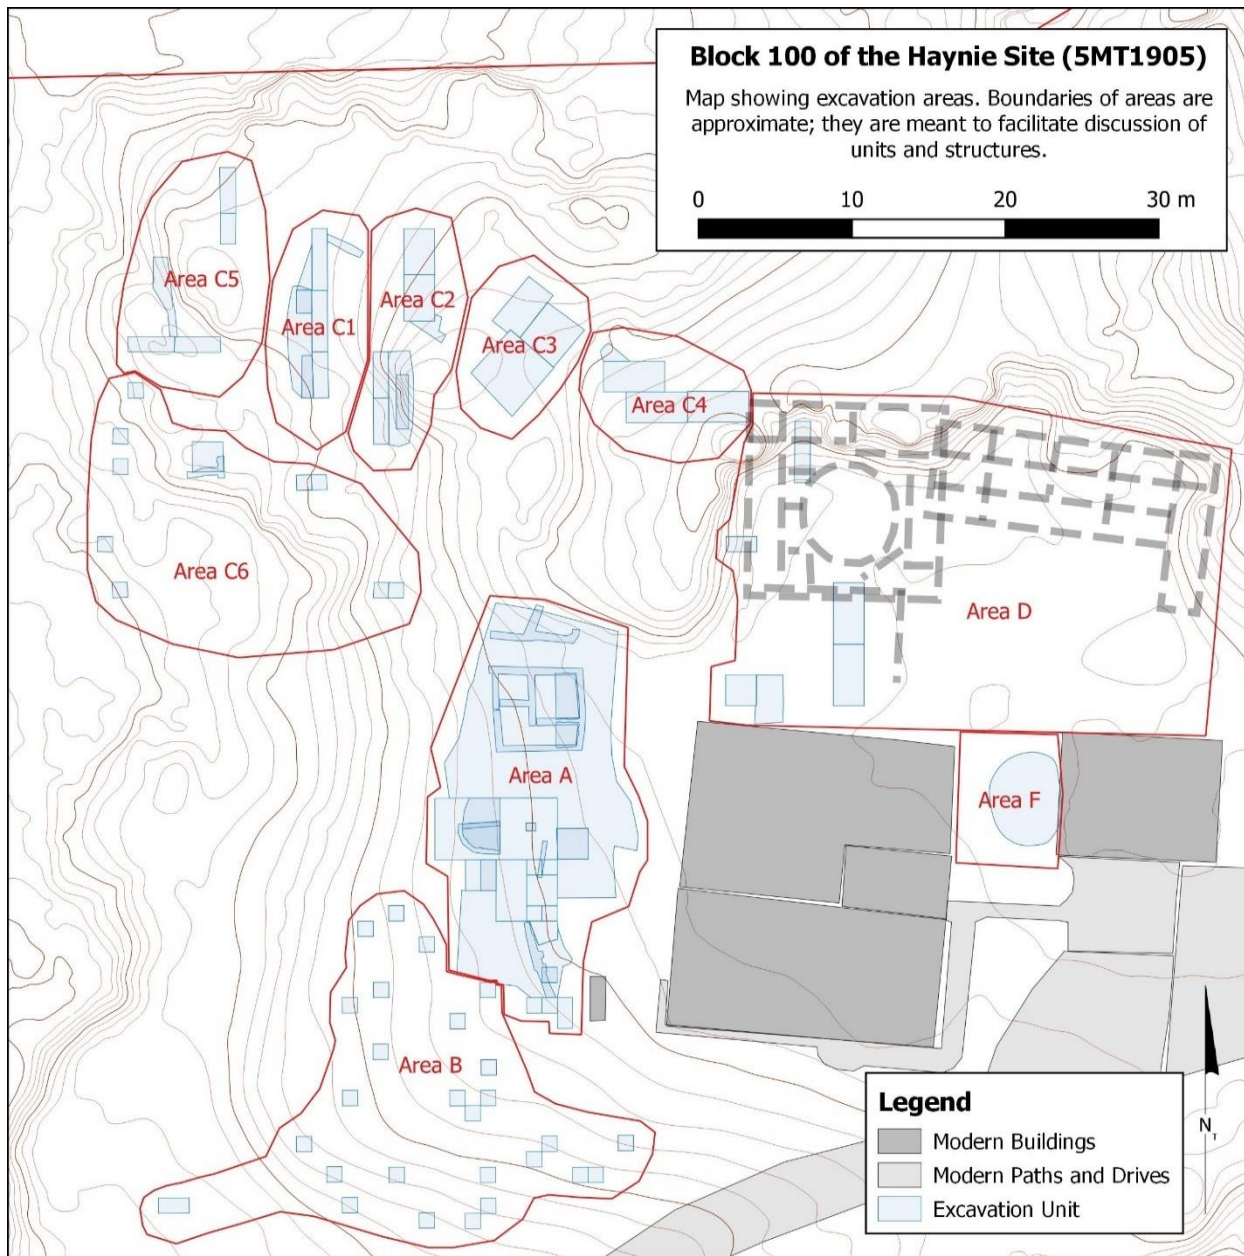 Block 100 of the Haynie Site (5MT1905)
Map showing excavation areas. Boundaries of areas are
approximate; they are meant to facilitate discussion of
units and structures.
0 10 20 30 m
Area C5
Area C1
Area C2
Area C3
Area C4
Area C6
Area D
Area A
Area F
Area B
Legend
Modern Buildings
Modern Paths and Drives
Excavation Unit
NT